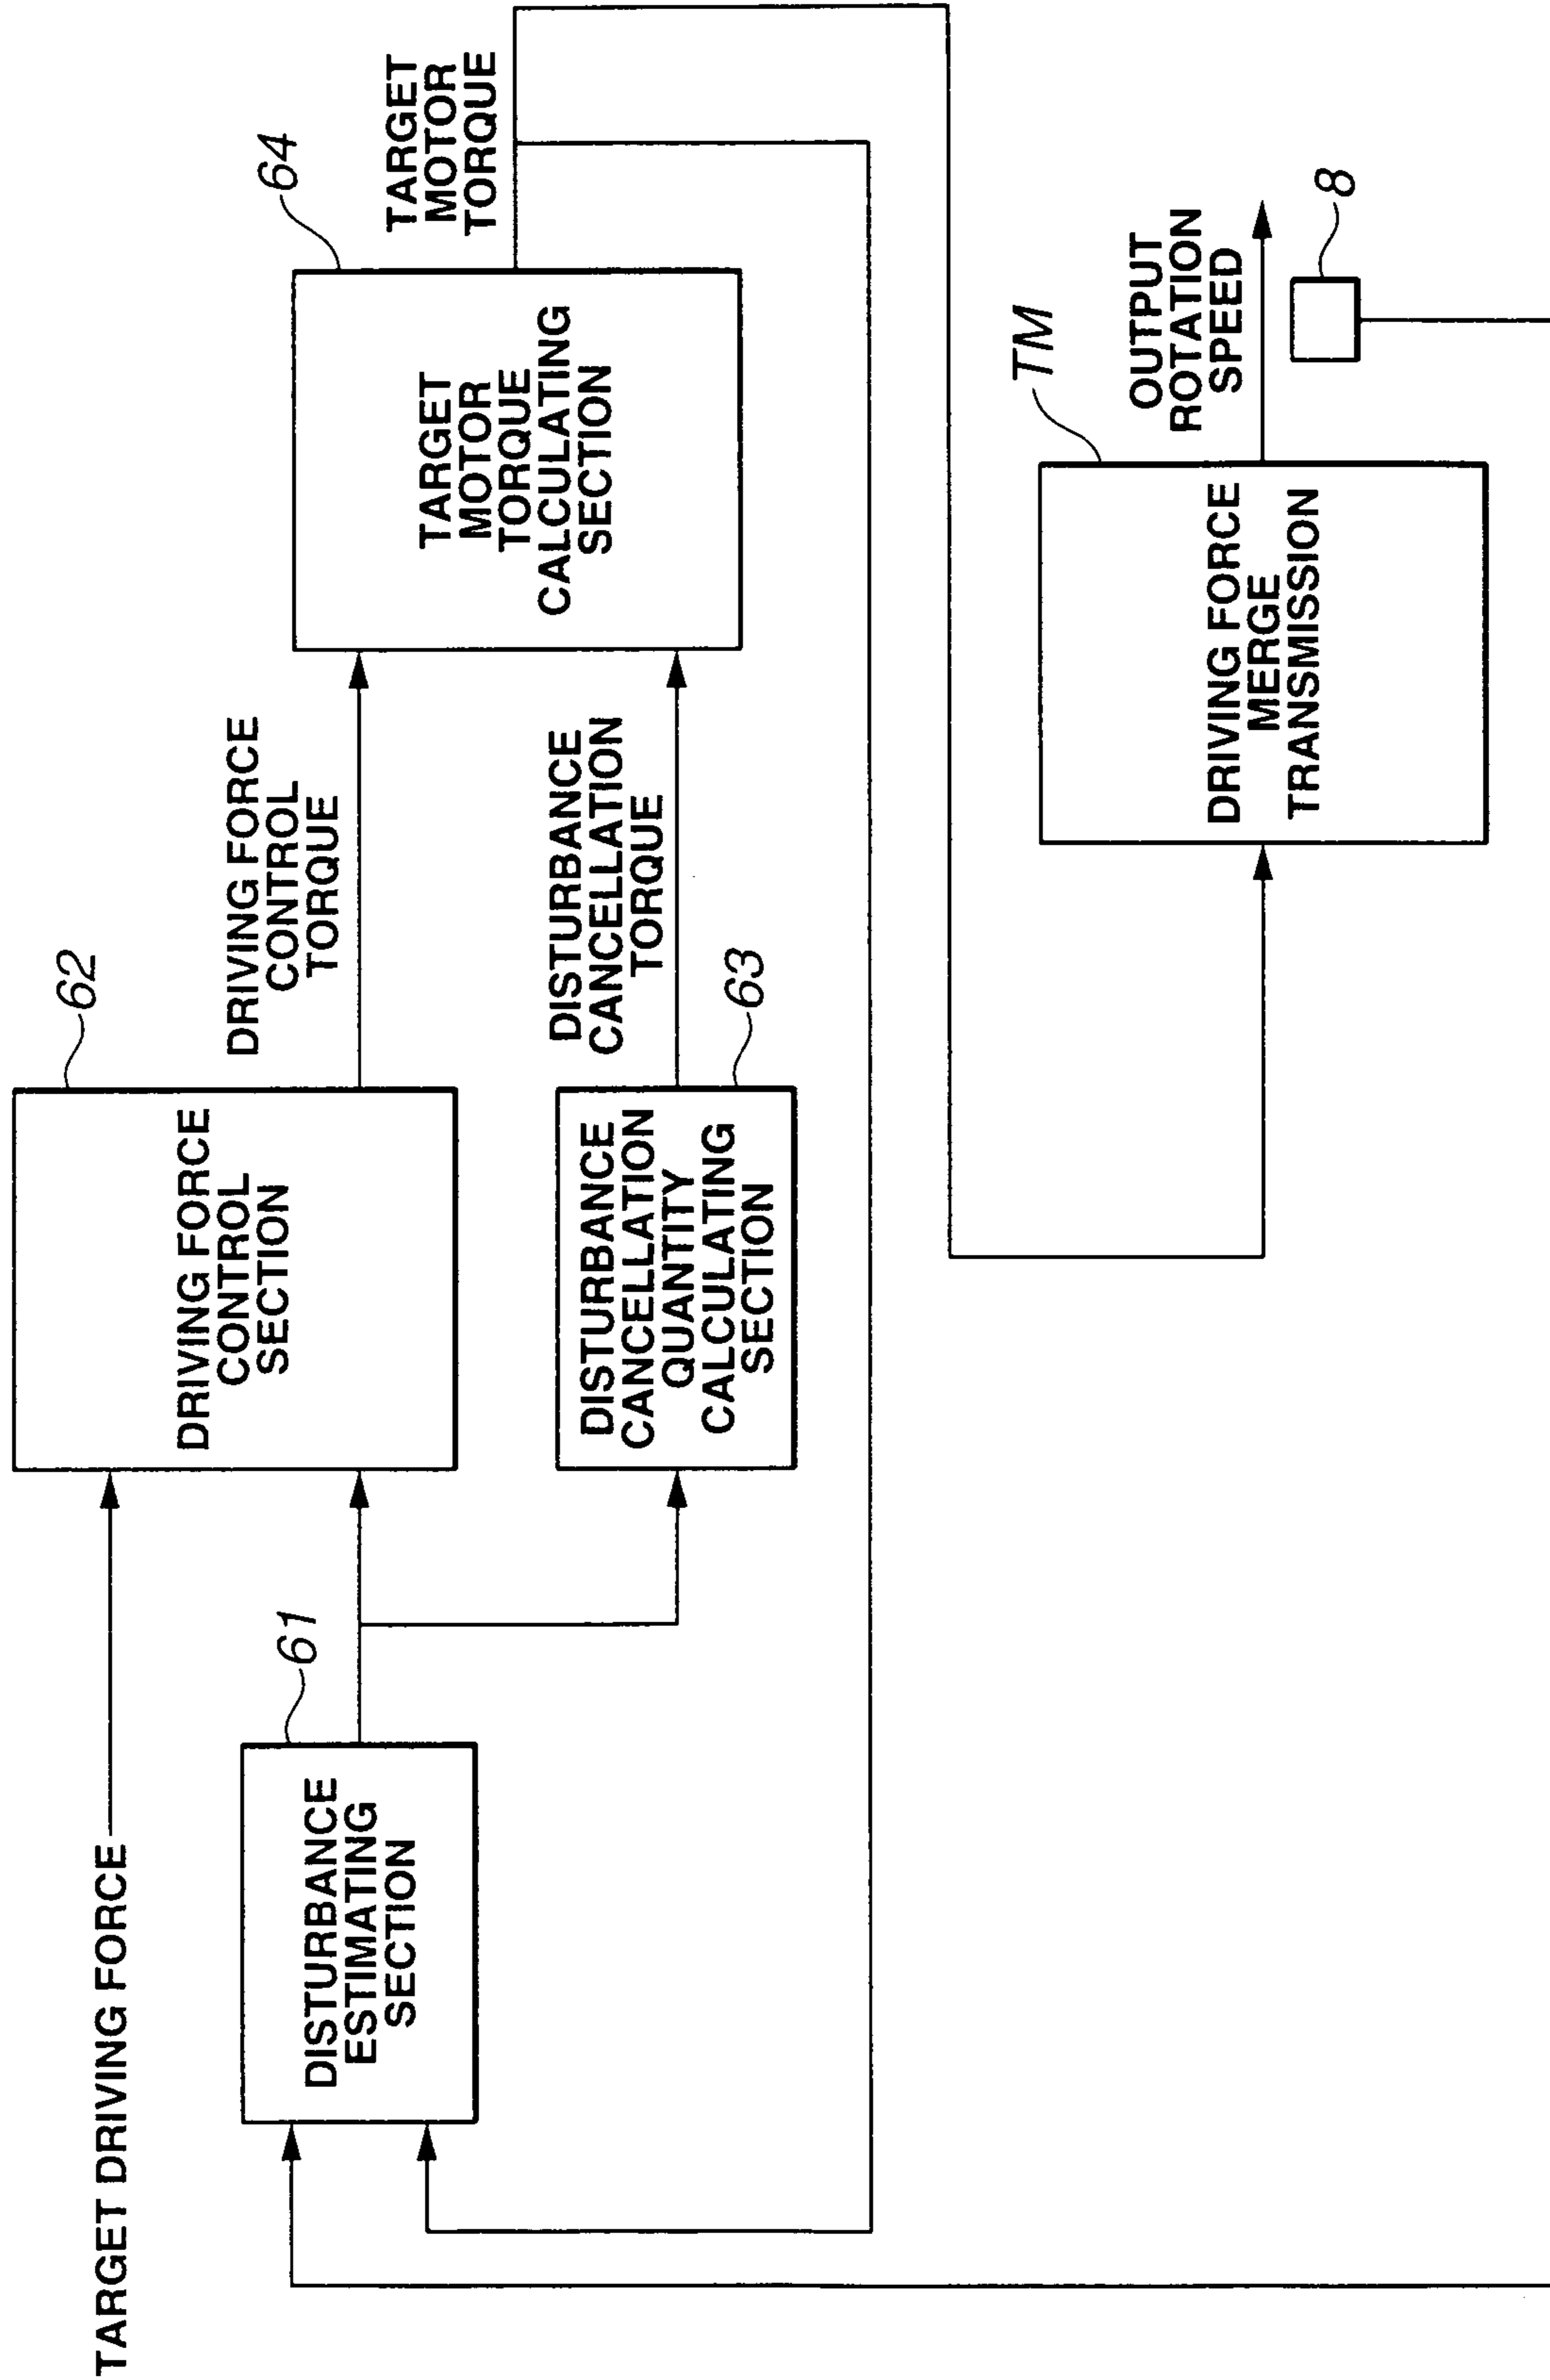 TARGET DRIVING FORCE
62
DRIVING FORCE
CONTROL
SECTION
DRIVING FORCE
CONTROL
TORQUE
64
TARGET
MOTOR
TORQUE
CALCULATING
SECTION
TARGET
MOTOR
TORQUE
61
DISTURBANCE
ESTIMATING
SECTION
DISTURBANCE
CANCELLATION
QUANTITY
CALCULATING
SECTION
63
DISTURBANCE
CANCELLATION
TORQUE
TM
DRIVING FORCE
MERGE
TRANSMISSION
OUTPUT
ROTATION
SPEED
8